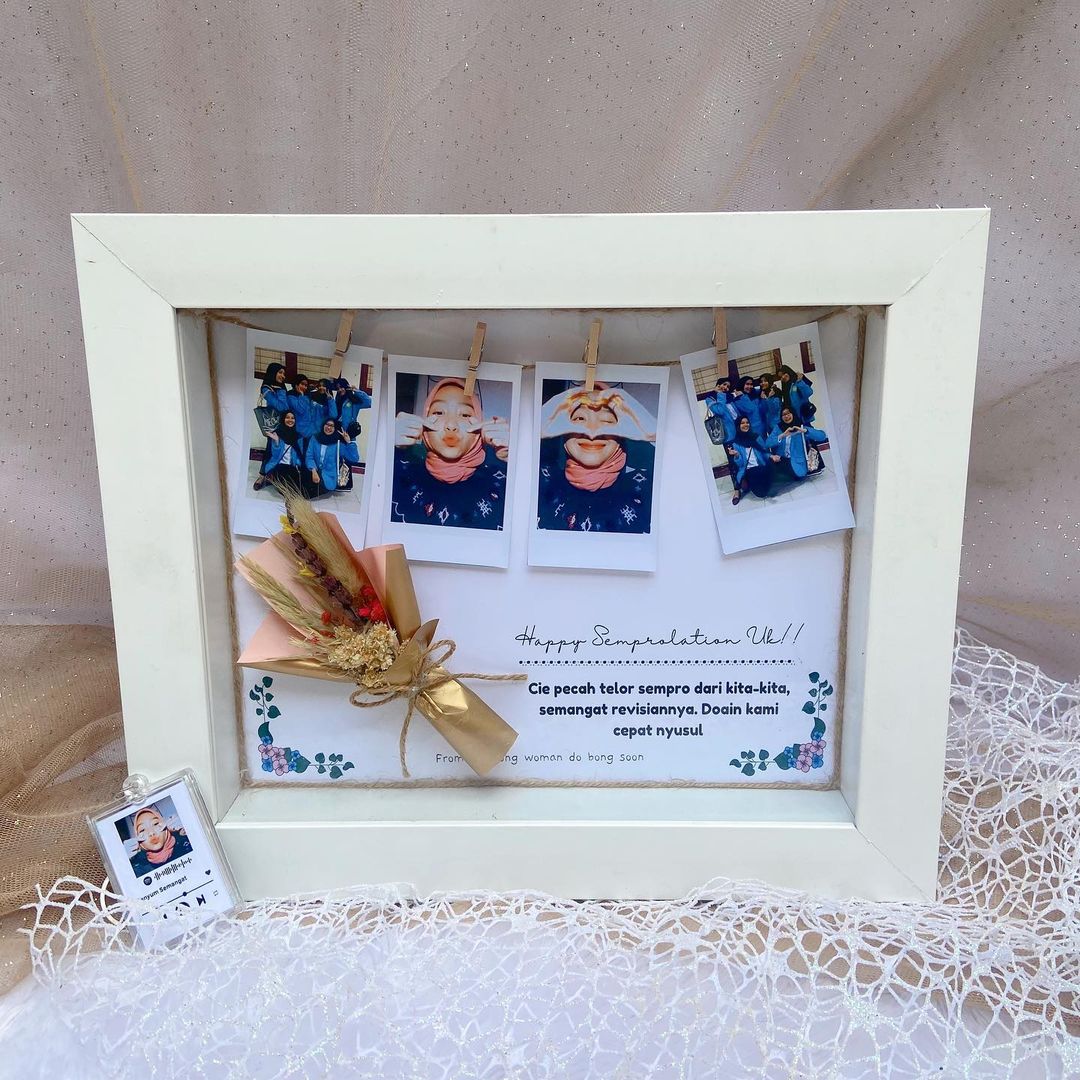 Happy Semprolation Uk!!
Cie pecah telor sempro dari kita-kita,
semangat revisiannya. Doain kami
cepat nyusul
From woman do bong soon
Semangat